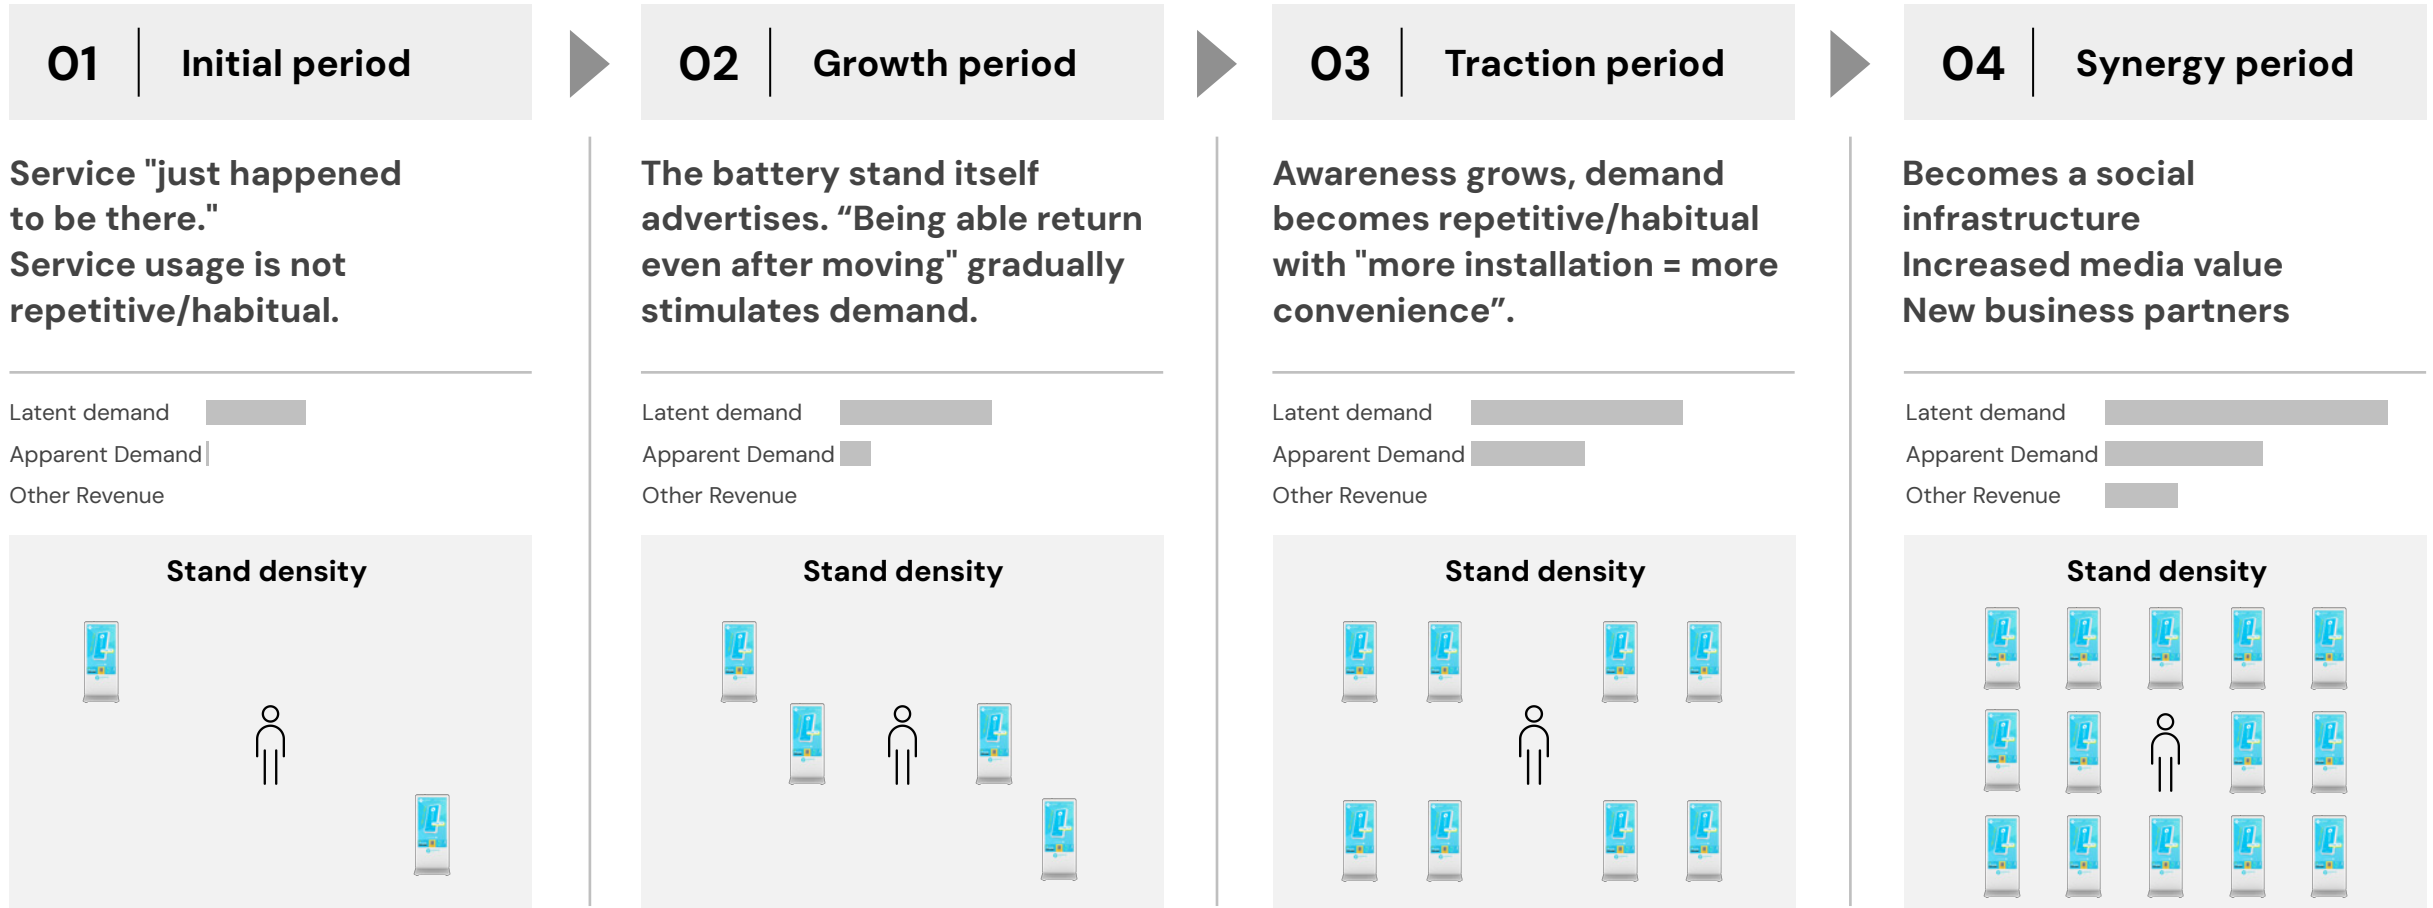 01 Initial period
Service "just happened
to be there."
Service usage is not
repetitive/habitual.
Latent demand
Apparent Demand
Other Revenue
Stand density
02 Growth period
The battery stand itself
advertises. “Being able return
even after moving" gradually
stimulates demand.
Latent demand
Apparent Demand
Other Revenue
Stand density
03 Traction period
Awareness grows, demand
becomes repetitive/habitual
with "more installation = more
convenience”.
Latent demand
Apparent Demand
Other Revenue
Stand density
04 Synergy period
Becomes a social
infrastructure
Increased media value
New business partners
Latent demand
Apparent Demand
Other Revenue
Stand density